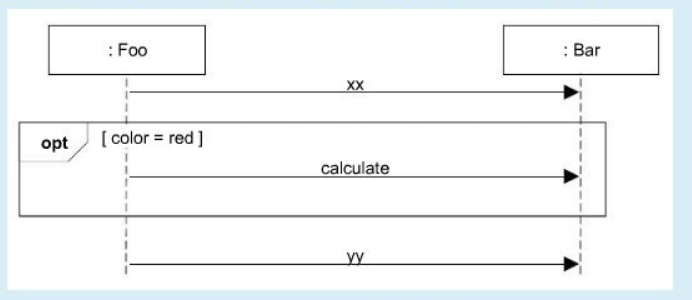 : Foo
: Bar
xx
opt
[ color = red ]
calculate
yy